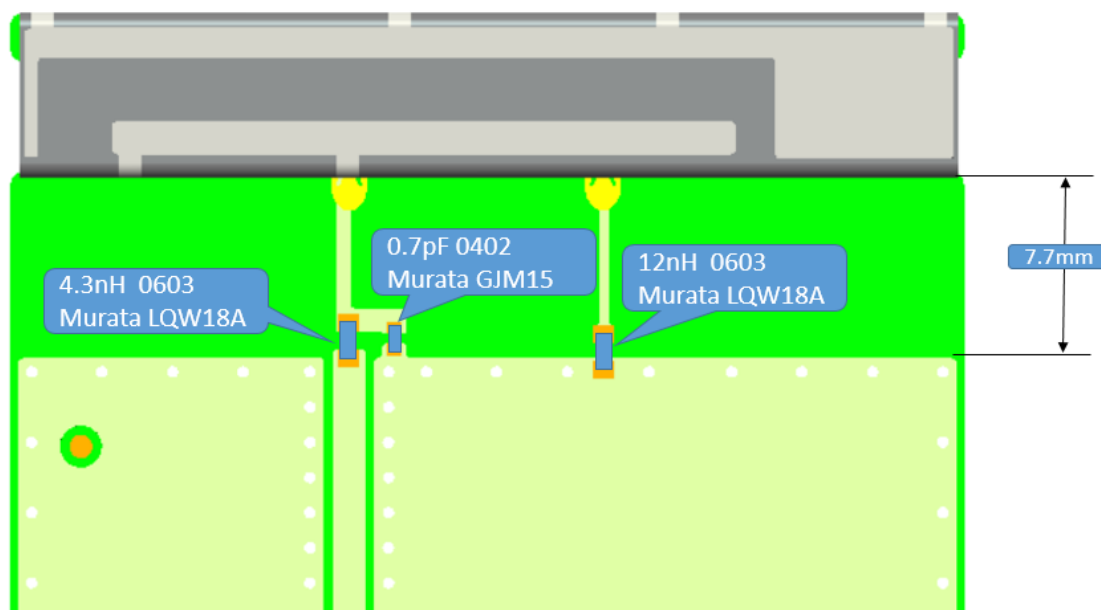 0.7pF 0402
Murata GJM15
4.3nH 0603
Murata LQW18A
12nH 0603
Murata LQW18A
7.7mm